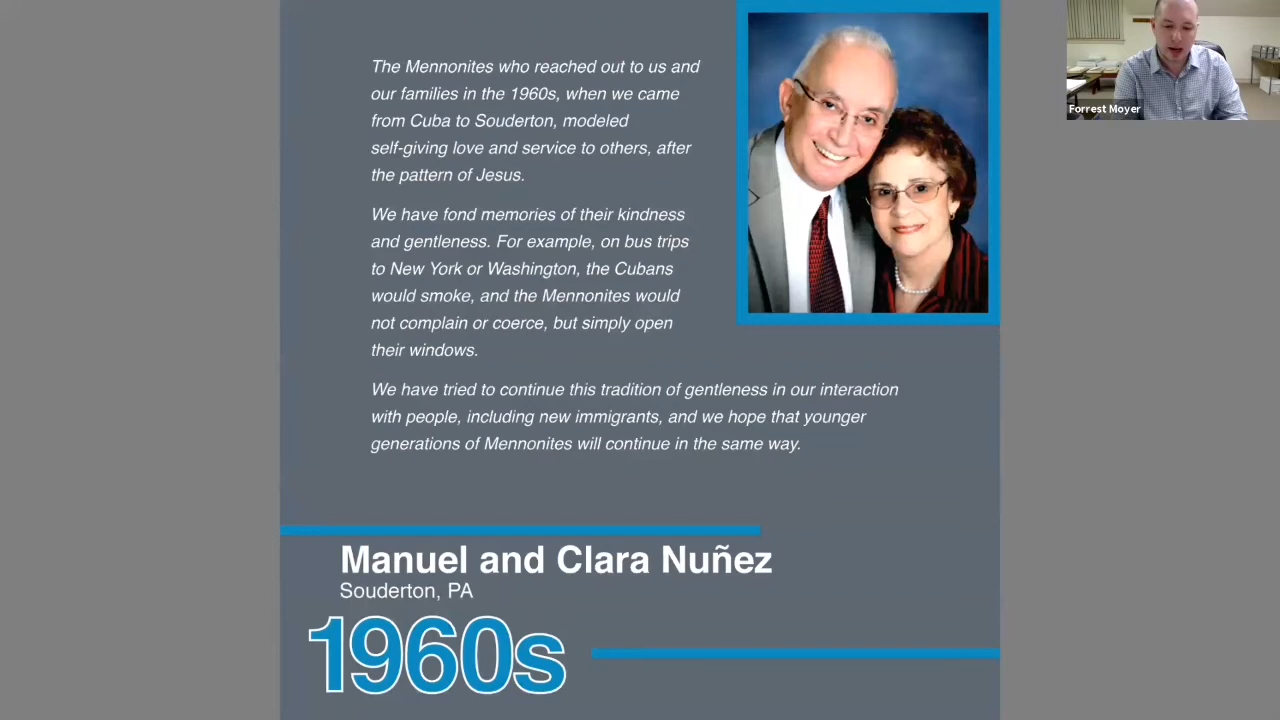 The Mennonites who reached out to us and
our families in the 1960s, when we came
from Cuba to Souderton, modeled
self-giving love and service to others, after
the pattern of Jesus.
We have fond memories of their kindness
and gentleness. For example, on bus trips
to New York or Washington, the Cubans
would smoke, and the Mennonites would
not complain or coerce, but simply open
their windows.
We have tried to continue this tradition of gentleness in our interaction
with people, including new immigrants, and we hope that younger
generations of Mennonites will continue in the same way.
Manuel and Clara Nuñez
Souderton, PA
1960s
Forrest Moyer